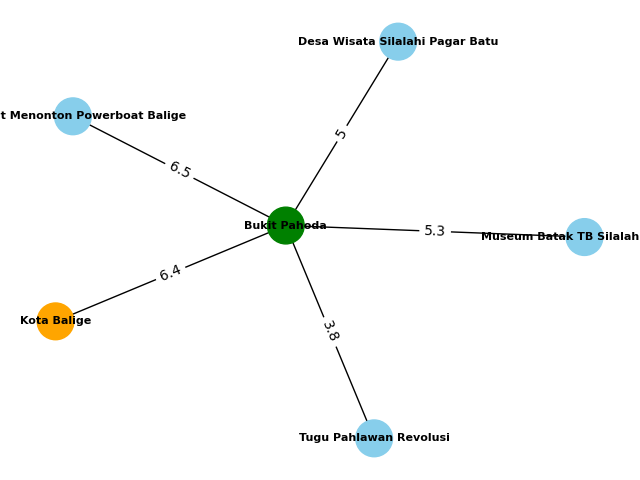 Desa Wisata Silalahi Pagar Batu
t Menonton Powerboat Balige
5
6.5
Bukit Pahoda
5.3
Museum Batak TB Silalah
6.4
Kota Balige
3.8
Tugu Pahlawan Revolusi